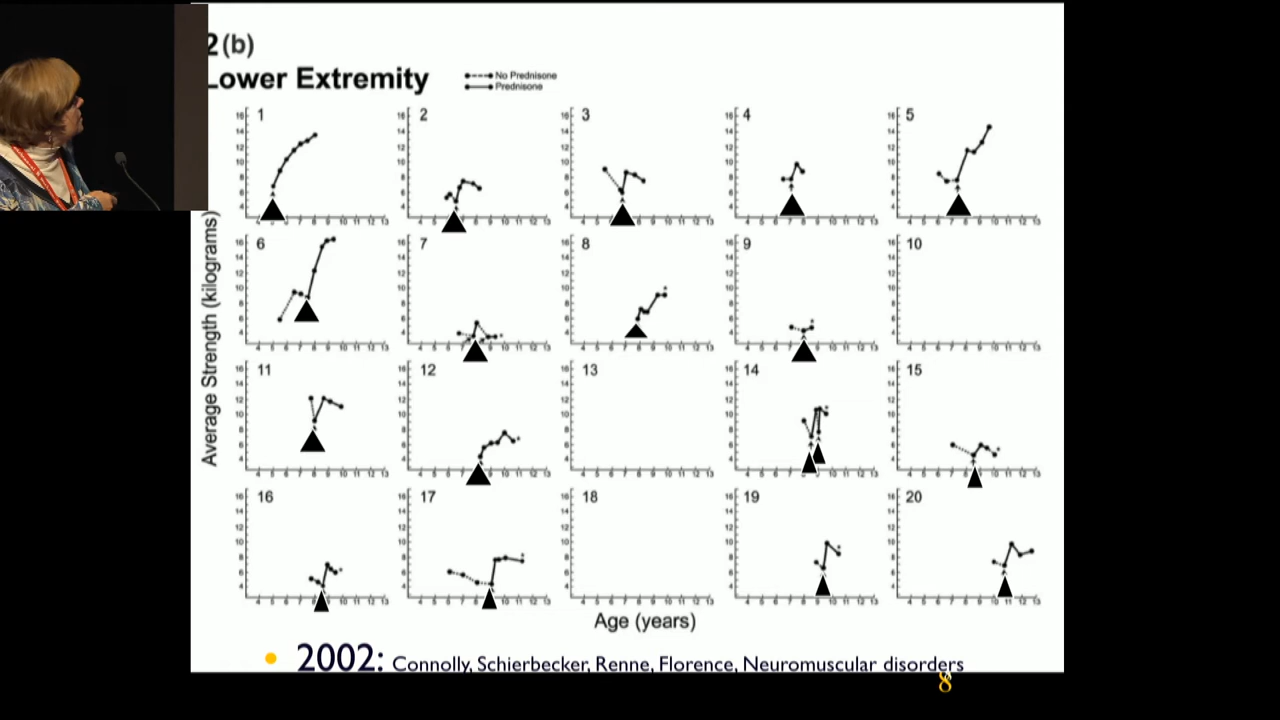 2(b)
Lower Extremity
No Prednisone
Prednisone
Average Strength (kilograms)
1 2 3 4 5
6 7 8 9 10
11 12 13 14 15
16 17 18 19 20
Age (years)
• 2002: Connolly, Schierbecker, Renne, Florence, Neuromuscular disorders
8